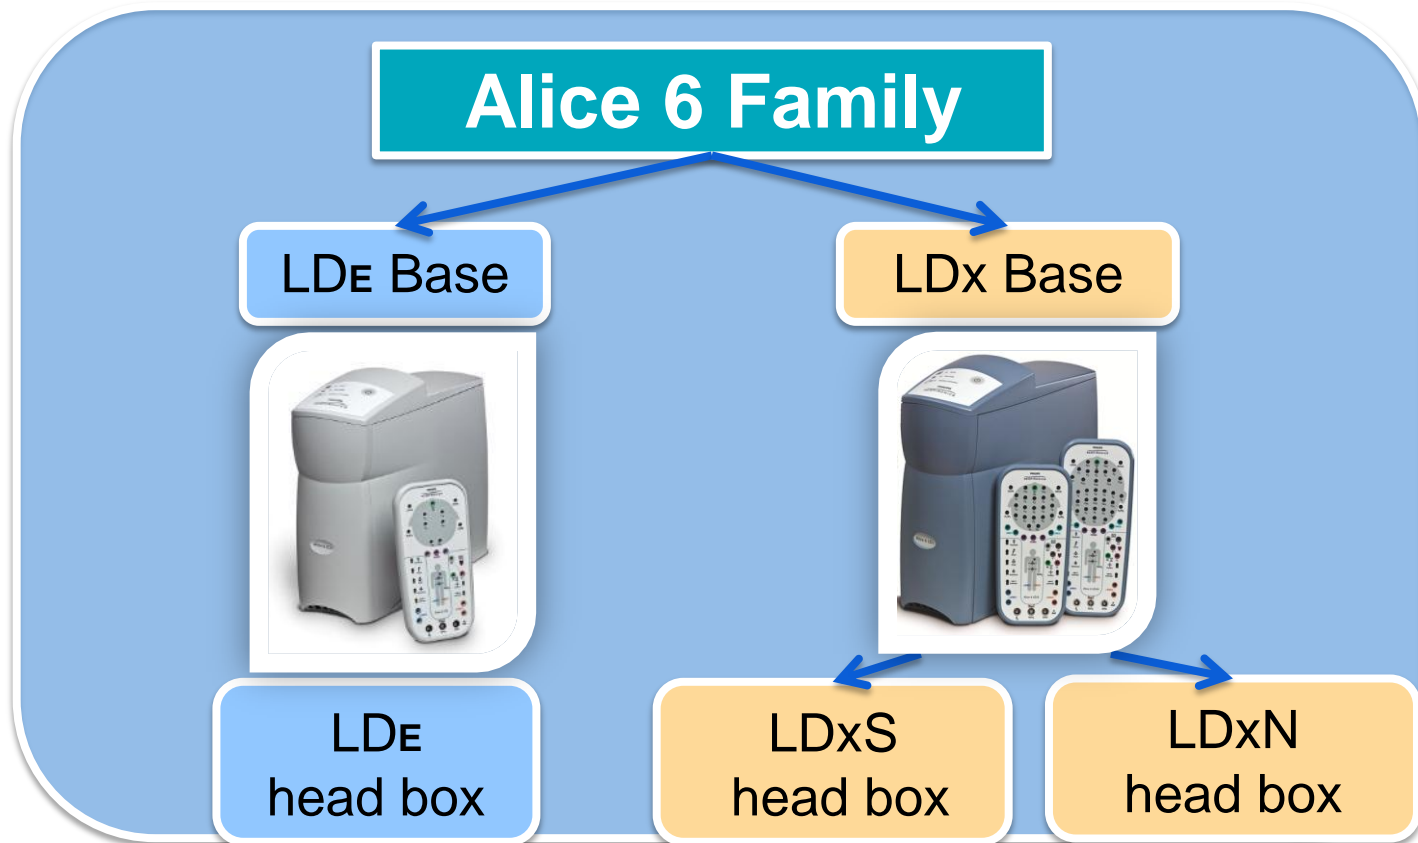 Alice 6 Family
LDE Base
LDx Base
LDE
head box
LDxS
head box
LDxN
head box